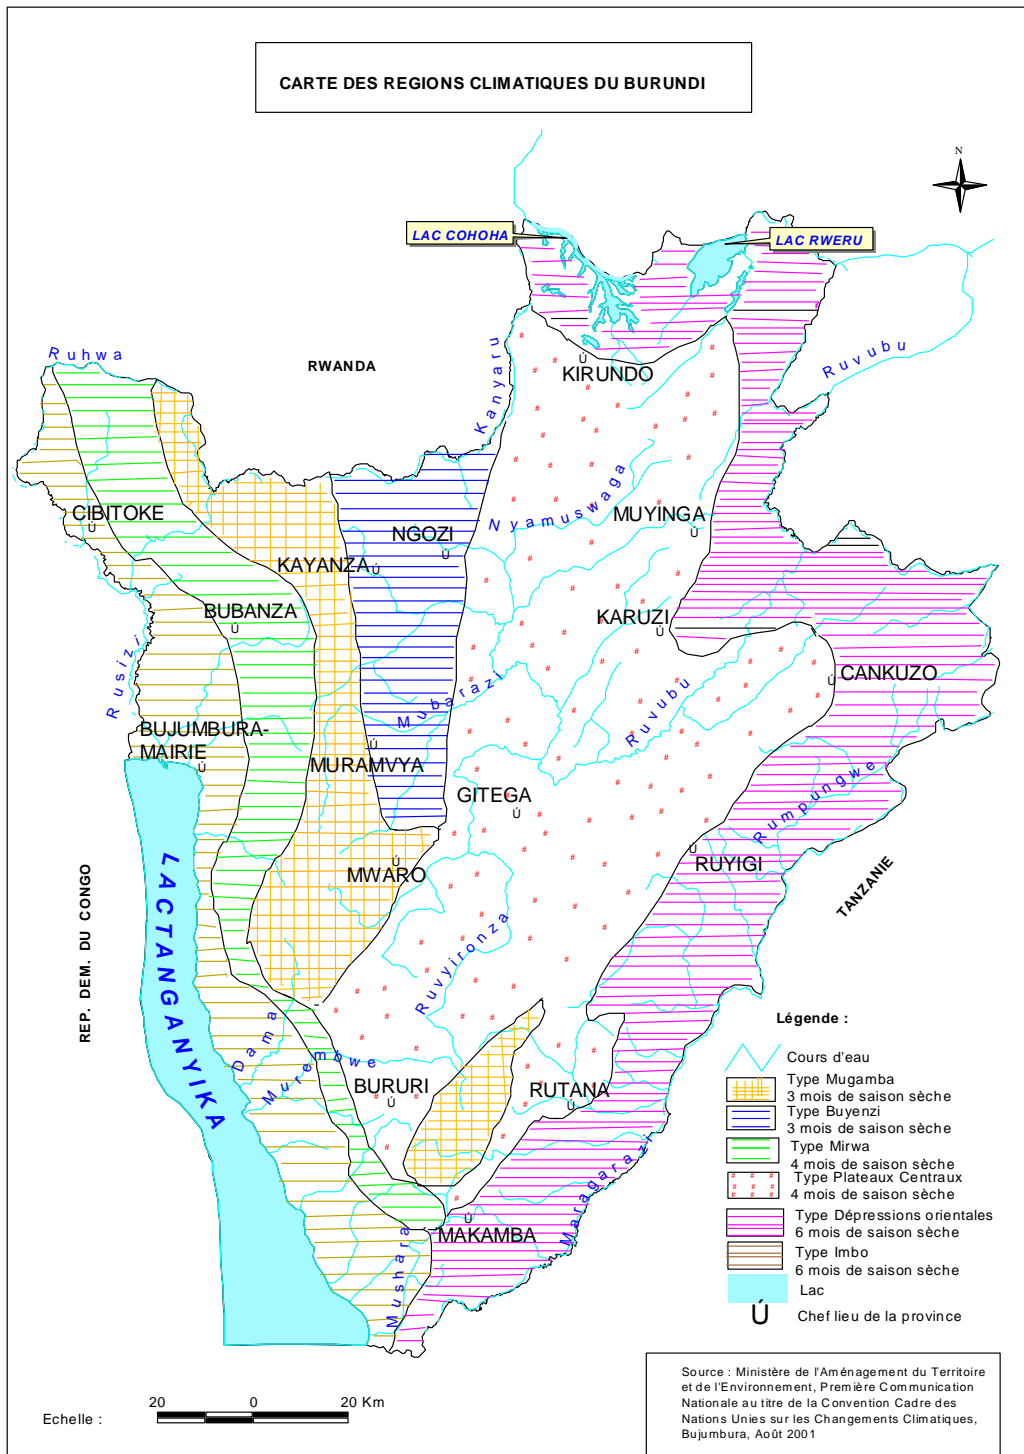 CARTE DES REGIONS CLIMATIQUES DU BURUNDI
N
LAC COHOHA
LAC RWERU
Ruhwa
RWANDA
Kanyaru
KIRUNDO
Ruvubu
CIBITOKE
NGOZI
Nyamuswaga
MUYINGA
KAYANZA
BUBANZA
KARUZI
Rusizi
CANKUZO
Mubarazi
Ruvubu
BUJUMBURA-
MAIRIE
MURAMVYA
GITEGA
Rumpungwe
MWARO
RUYIGI
LAC TANGANYIKA
REP. DEM. DU CONGO
TANZANIE
Ruvyironza
Dama
Murembwe
BURURI
RUTANA
Maragarazi
MAKAMBA
Mushara
Légende :
Cours d'eau
Type Mugamba
3 mois de saison sèche
Type Buyenzi
3 mois de saison sèche
Type Mirwa
4 mois de saison sèche
Type Plateaux Centraux
4 mois de saison sèche
Type Dépressions orientales
6 mois de saison sèche
Type Imbo
6 mois de saison sèche
Lac
Ú Chef lieu de la province
Echelle :
20 0 20 Km
Source : Ministère de l'Aménagement du Territoire
et de l'Environnement, Première Communication
Nationale au titre de la Convention Cadre des
Nations Unies sur les Changements Climatiques,
Bujumbura, Août 2001